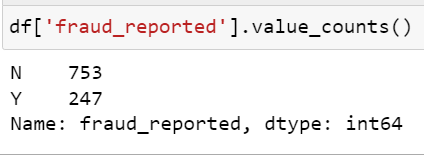 df['fraud_reported'].value_counts()
N    753
Y    247
Name: fraud_reported, dtype: int64